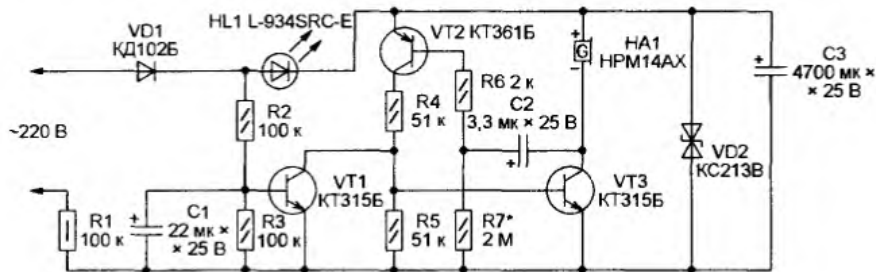 VD1
КД102Б
HL1 L-934SRC-E
VT2 КТ361Б
+
G
−
HA1
HPM14AX
+
C3
4700 мк ×
× 25 В
R2
100 к
R4
51 к
R6 2 к
C2
3,3 мк × 25 В
+
~220 В
VD2
КС213В
R1
100 к
+
C1
22 мк ×
× 25 В
R3
100 к
VT1
КТ315Б
R5
51 к
R7*
2 М
VT3
КТ315Б